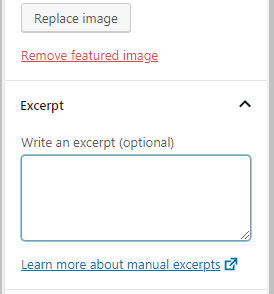 Replace image
Remove featured image
Excerpt
Write an excerpt (optional)
Learn more about manual excerpts